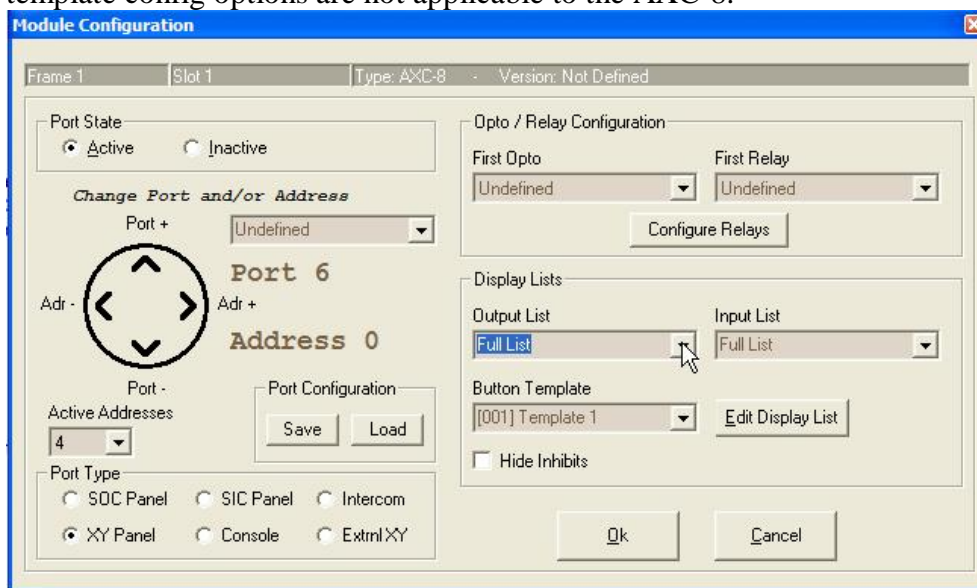 template config options are not applicable to the AXC-8.
Module Configuration
Frame 1 Slot 1 Type: AXC-8 - Version: Not Defined
Port State
Active Inactive
Change Port and/or Address
Port +
Undefined
Port 6
Adr - Adr +
Address 0
Port -
Active Addresses
4
Port Configuration
Save Load
Port Type
SOC Panel SIC Panel Intercom
XY Panel Console Extrnl XY
Opto / Relay Configuration
First Opto First Relay
Undefined Undefined
Configure Relays
Display Lists
Output List Input List
Full List Full List
Button Template
[001] Template 1 Edit Display List
Hide Inhibits
Ok Cancel